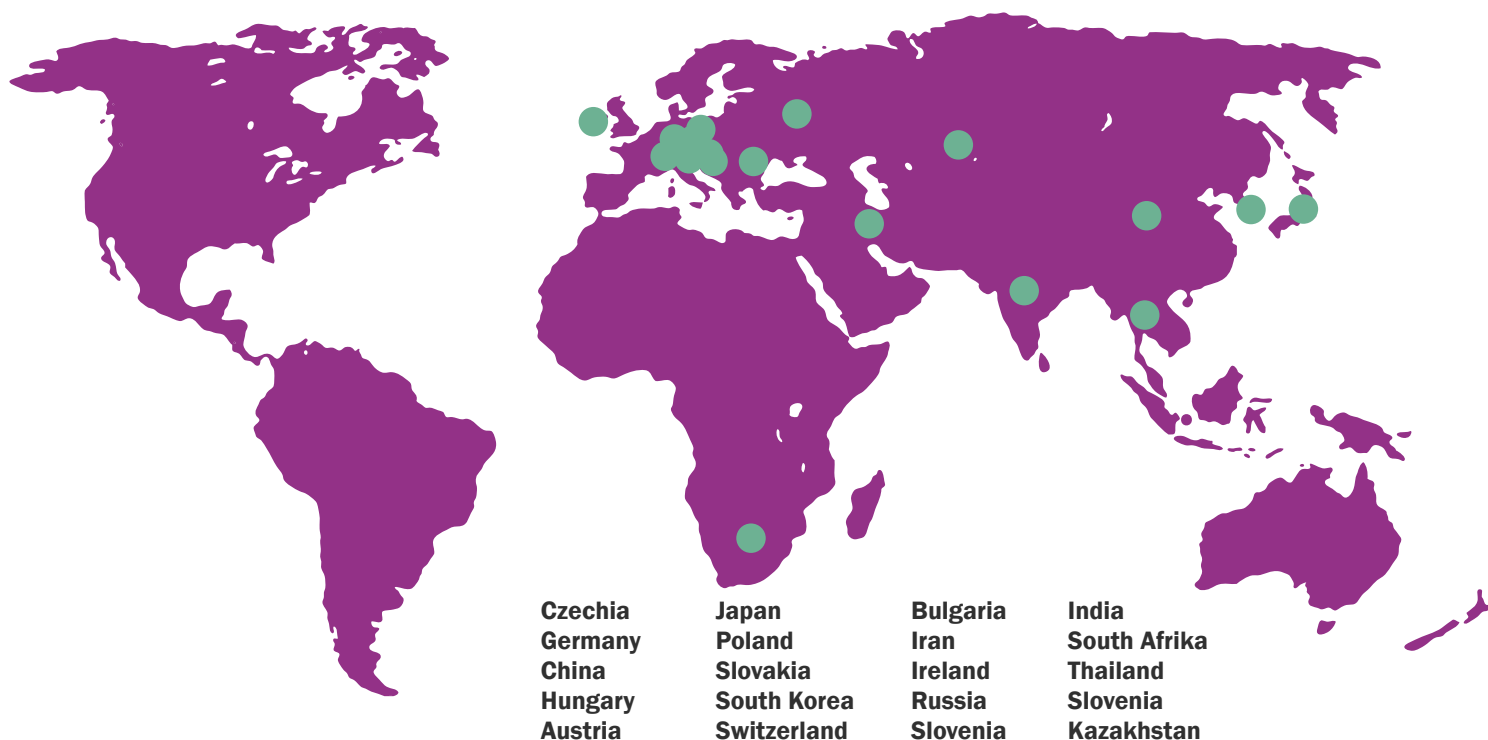 Czechia
Germany
China
Hungary
Austria
Japan
Poland
Slovakia
South Korea
Switzerland
Bulgaria
Iran
Ireland
Russia
Slovenia
India
South Afrika
Thailand
Slovenia
Kazakhstan